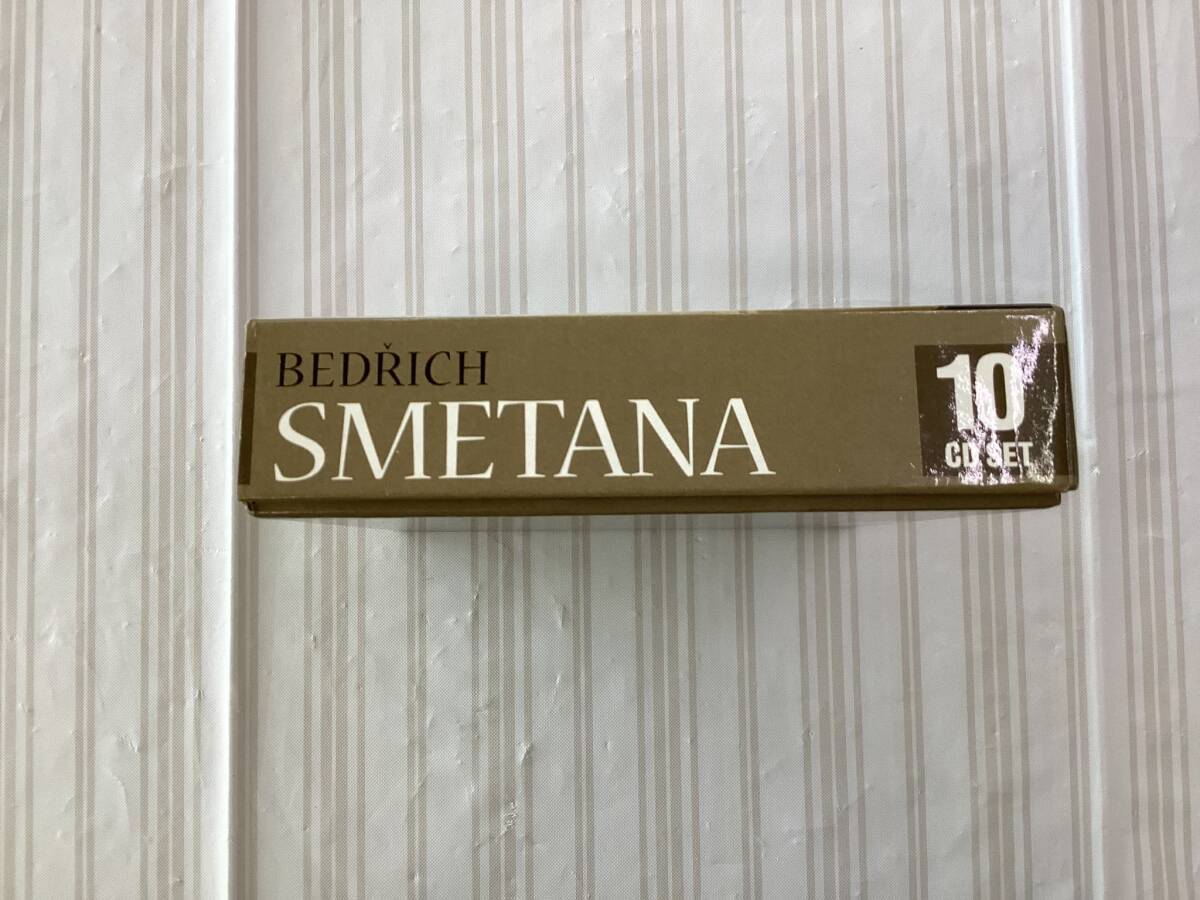 BEDŘICH
SMETANA
10
CD SET